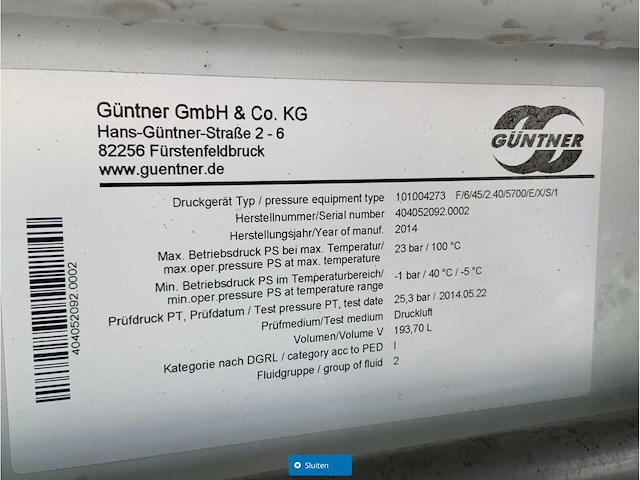 Güntner GmbH & Co. KG
Hans-Güntner-Straße 2 - 6
82256 Fürstenfeldbruck
www.guentner.de
GÜNTNER
Druckgerät Typ / pressure equipment type 101004273 F/6/45/2.40/5700/E/X/S/1
Herstellnummer/Serial number 404052092.0002
Herstellungsjahr/Year of manuf. 2014
Max. Betriebsdruck PS bei max. Temperatur/
max.oper.pressure PS at max. temperature 23 bar / 100 °C
Min. Betriebsdruck PS im Temperaturbereich/
min.oper.pressure PS at temperature range -1 bar / 40 °C / -5 °C
Prüfdruck PT, Prüfdatum / Test pressure PT, test date 25,3 bar / 2014.05.22
Prüfmedium/Test medium Druckluft
Volumen/Volume V 193,70 L
Kategorie nach DGRL / category acc to PED I
Fluidgruppe / group of fluid 2
404052092.0002
Sluiten